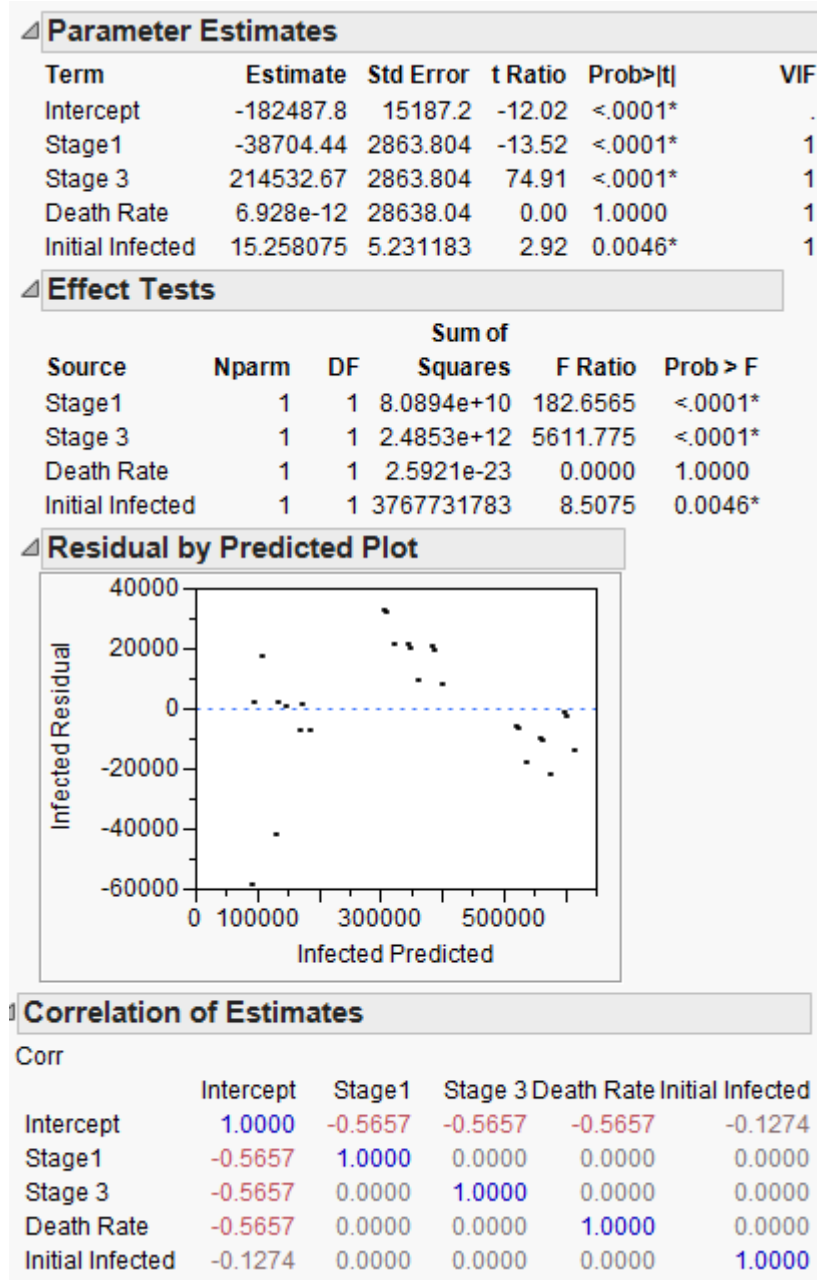 Parameter Estimates
Term Estimate Std Error t Ratio Prob>|t| VIF
Intercept -182487.8 15187.2 -12.02 <.0001* .
Stage1 -38704.44 2863.804 -13.52 <.0001* 1
Stage 3 214532.67 2863.804 74.91 <.0001* 1
Death Rate 6.928e-12 28638.04 0.00 1.0000 1
Initial Infected 15.258075 5.231183 2.92 0.0046* 1
Effect Tests
Sum of
Source Nparm DF Squares F Ratio Prob > F
Stage1 1 1 8.0894e+10 182.6565 <.0001*
Stage 3 1 1 2.4853e+12 5611.775 <.0001*
Death Rate 1 1 2.5921e-23 0.0000 1.0000
Initial Infected 1 1 3767731783 8.5075 0.0046*
Residual by Predicted Plot
40000
20000
0
-20000
-40000
-60000
Infected Residual
0 100000 300000 500000
Infected Predicted
Correlation of Estimates
Corr
Intercept Stage1 Stage 3 Death Rate Initial Infected
Intercept 1.0000 -0.5657 -0.5657 -0.5657 -0.1274
Stage1 -0.5657 1.0000 0.0000 0.0000 0.0000
Stage 3 -0.5657 0.0000 1.0000 0.0000 0.0000
Death Rate -0.5657 0.0000 0.0000 1.0000 0.0000
Initial Infected -0.1274 0.0000 0.0000 0.0000 1.0000